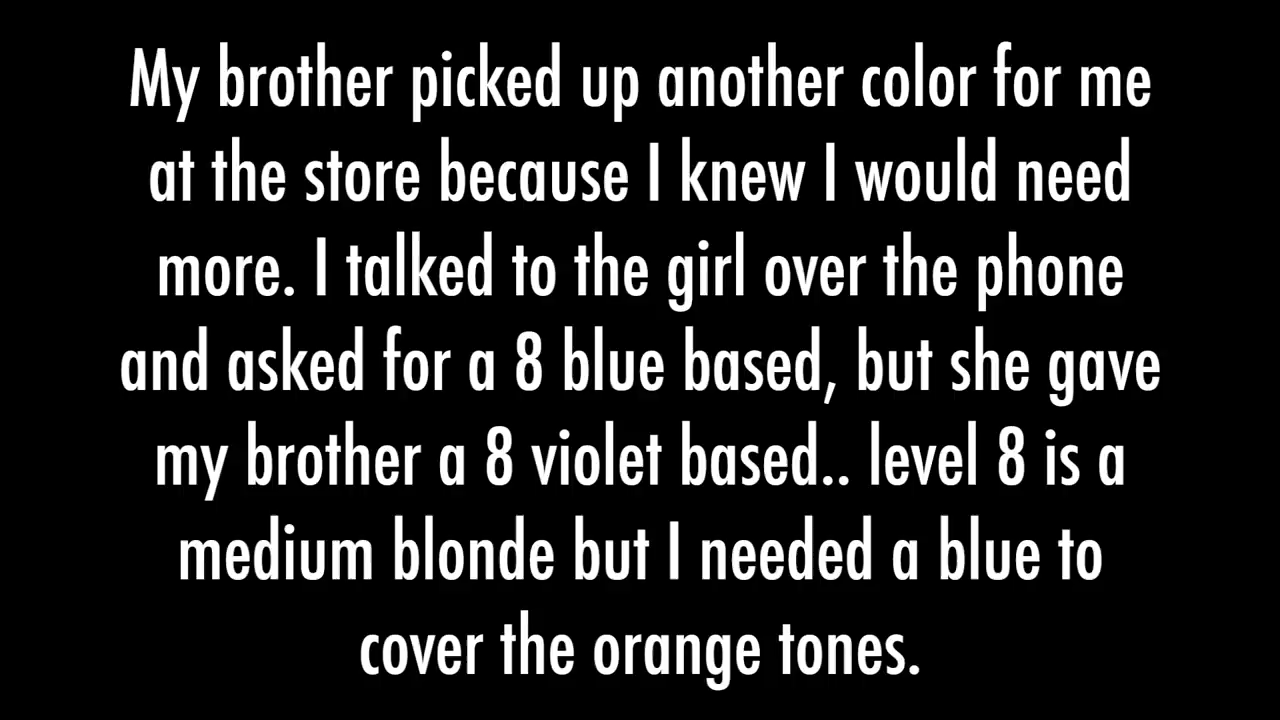 My brother picked up another color for me
at the store because I knew I would need
more. I talked to the girl over the phone
and asked for a 8 blue based, but she gave
my brother a 8 violet based.. level 8 is a
medium blonde but I needed a blue to
cover the orange tones.